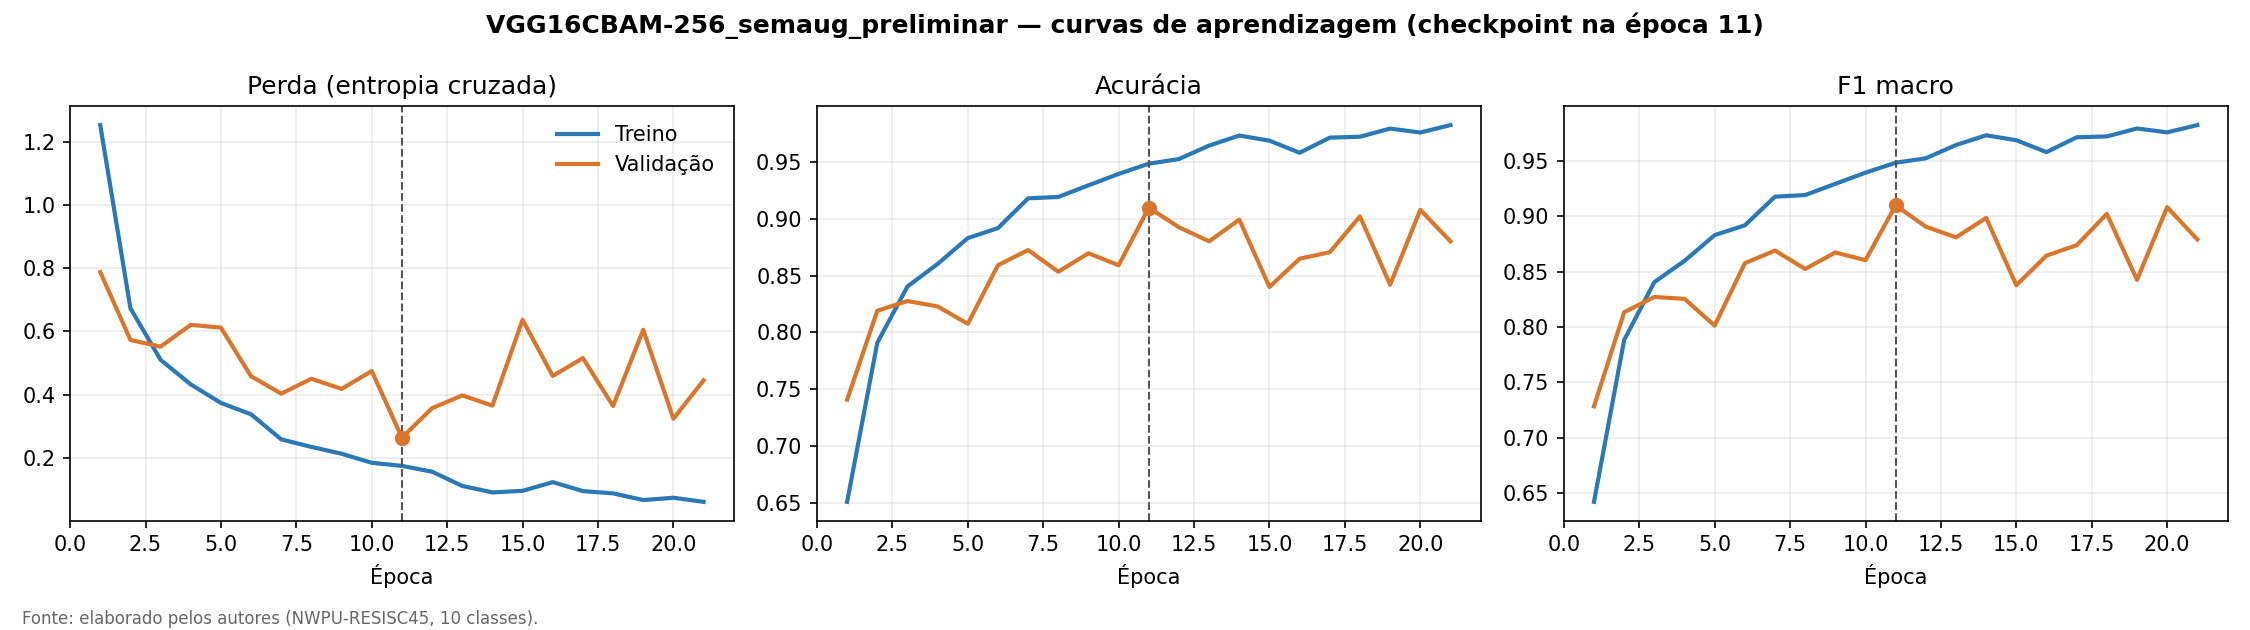 VGG16CBAM-256_semaug_preliminar — curvas de aprendizagem (checkpoint na época 11)
Perda (entropia cruzada)
1.2
1.0
0.8
0.6
0.4
0.2
0.0 2.5 5.0 7.5 10.0 12.5 15.0 17.5 20.0
Época
Treino
Validação
Acurácia
0.95
0.90
0.85
0.80
0.75
0.70
0.65
0.0 2.5 5.0 7.5 10.0 12.5 15.0 17.5 20.0
Época
F1 macro
0.95
0.90
0.85
0.80
0.75
0.70
0.65
0.0 2.5 5.0 7.5 10.0 12.5 15.0 17.5 20.0
Época
Fonte: elaborado pelos autores (NWPU-RESISC45, 10 classes).